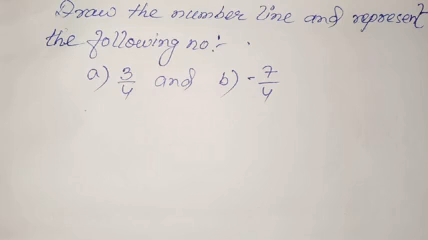 Draw the number line and represent
the following no:-
a) 3/4 and b) -7/4